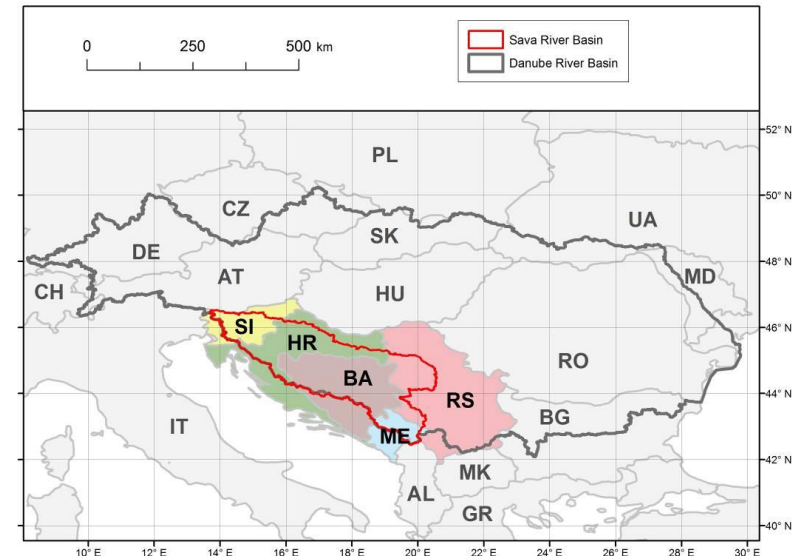 0 250 500 km
Sava River Basin
Danube River Basin
52° N
PL
50° N
CZ
UA
SK
DE
48° N
AT
MD
CH
HU
46° N
SI
HR
RO
BA
44° N
RS
BG
IT
ME
MK
42° N
AL
GR
40° N
10° E 12° E 14° E 16° E 18° E 20° E 22° E 24° E 26° E 28° E 30° E